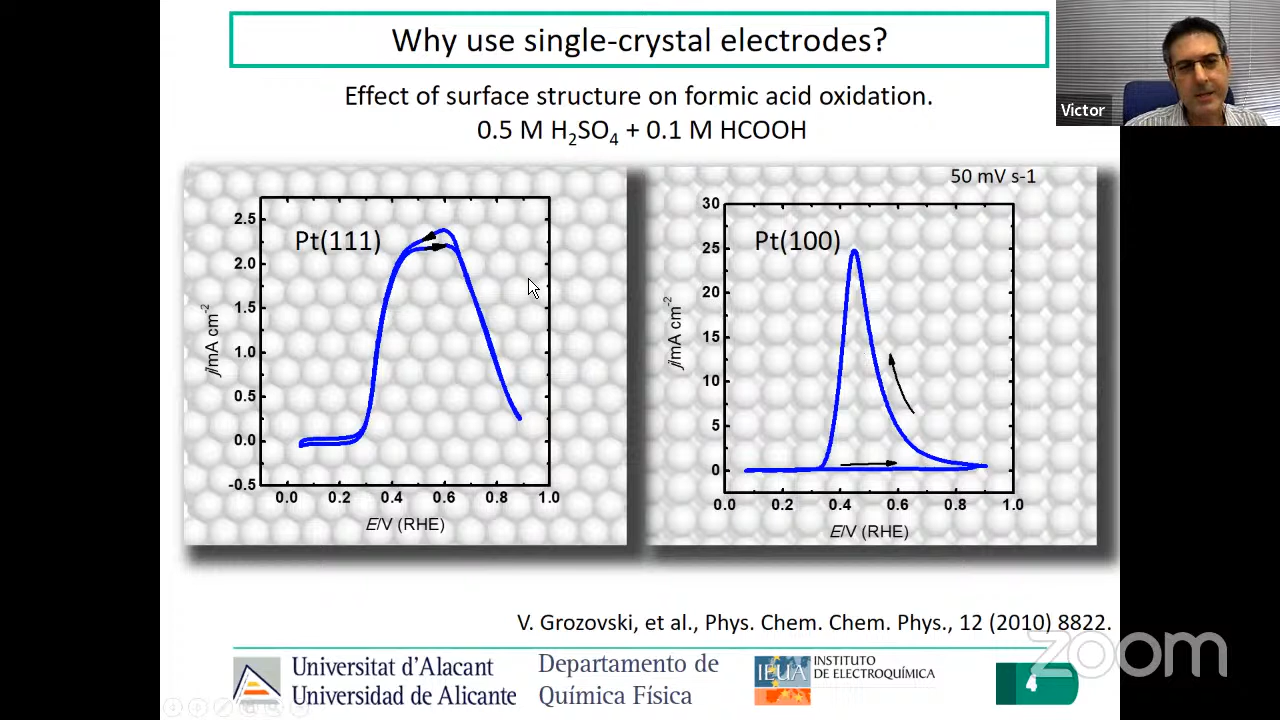 Why use single-crystal electrodes?
Victor
Effect of surface structure on formic acid oxidation.
0.5 M H₂SO₄ + 0.1 M HCOOH
50 mV s-1
Pt(111)
2.5
2.0
1.5
1.0
0.5
0.0
-0.5
j/mA cm⁻²
0.0 0.2 0.4 0.6 0.8 1.0
E/V (RHE)
Pt(100)
30
25
20
15
10
5
0
j/mA cm⁻²
0.0 0.2 0.4 0.6 0.8 1.0
E/V (RHE)
V. Grozovski, et al., Phys. Chem. Chem. Phys., 12 (2010) 8822.
zoom
Universitat d'Alacant
Universidad de Alicante
Departamento de
Química Física
IEUA
INSTITUTO
DE ELECTROQUÍMICA
4